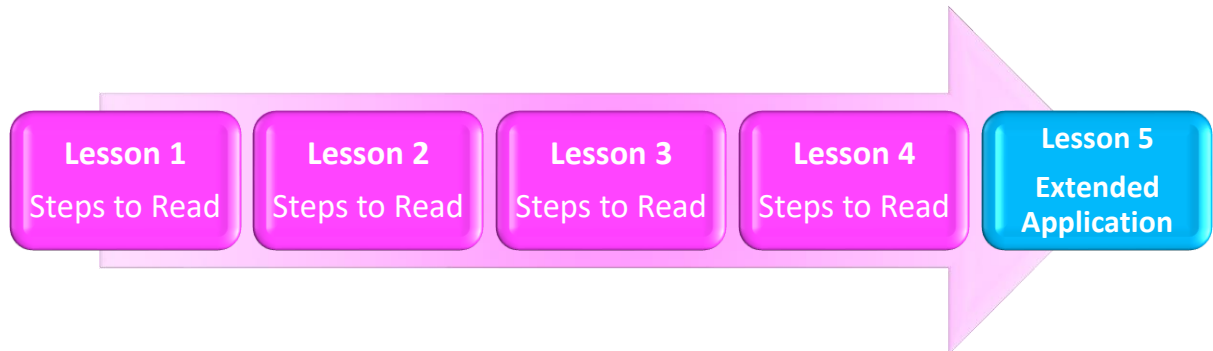 Lesson 1
Steps to Read
Lesson 2
Steps to Read
Lesson 3
Steps to Read
Lesson 4
Steps to Read
Lesson 5
Extended
Application